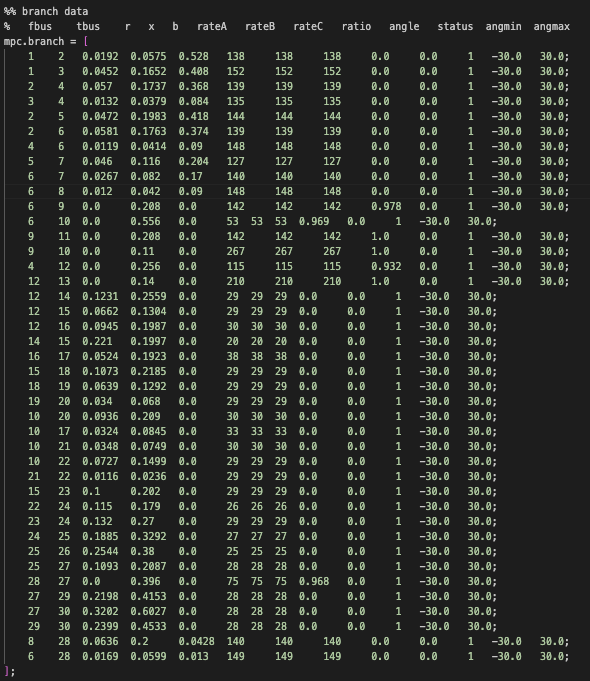 %% branch data
% fbus tbus r x b rateA rateB rateC ratio angle status angmin angmax
mpc.branch = [
1 2 0.0192 0.0575 0.528 138 138 138 0.0 0.0 1 -30.0 30.0;
1 3 0.0452 0.1652 0.408 152 152 152 0.0 0.0 1 -30.0 30.0;
2 4 0.057 0.1737 0.368 139 139 139 0.0 0.0 1 -30.0 30.0;
3 4 0.0132 0.0379 0.084 135 135 135 0.0 0.0 1 -30.0 30.0;
2 5 0.0472 0.1983 0.418 144 144 144 0.0 0.0 1 -30.0 30.0;
2 6 0.0581 0.1763 0.374 139 139 139 0.0 0.0 1 -30.0 30.0;
4 6 0.0119 0.0414 0.09 148 148 148 0.0 0.0 1 -30.0 30.0;
5 7 0.046 0.116 0.204 127 127 127 0.0 0.0 1 -30.0 30.0;
6 7 0.0267 0.082 0.17 140 140 140 0.0 0.0 1 -30.0 30.0;
6 8 0.012 0.042 0.09 148 148 148 0.0 0.0 1 -30.0 30.0;
6 9 0.0 0.208 0.0 142 142 142 0.978 0.0 1 -30.0 30.0;
6 10 0.0 0.556 0.0 53 53 53 0.969 0.0 1 -30.0 30.0;
9 11 0.0 0.208 0.0 142 142 142 1.0 0.0 1 -30.0 30.0;
9 10 0.0 0.11 0.0 267 267 267 1.0 0.0 1 -30.0 30.0;
4 12 0.0 0.256 0.0 115 115 115 0.932 0.0 1 -30.0 30.0;
12 13 0.0 0.14 0.0 210 210 210 1.0 0.0 1 -30.0 30.0;
12 14 0.1231 0.2559 0.0 29 29 29 0.0 0.0 1 -30.0 30.0;
12 15 0.0662 0.1304 0.0 29 29 29 0.0 0.0 1 -30.0 30.0;
12 16 0.0945 0.1987 0.0 30 30 30 0.0 0.0 1 -30.0 30.0;
14 15 0.221 0.1997 0.0 20 20 20 0.0 0.0 1 -30.0 30.0;
16 17 0.0524 0.1923 0.0 38 38 38 0.0 0.0 1 -30.0 30.0;
15 18 0.1073 0.2185 0.0 29 29 29 0.0 0.0 1 -30.0 30.0;
18 19 0.0639 0.1292 0.0 29 29 29 0.0 0.0 1 -30.0 30.0;
19 20 0.034 0.068 0.0 29 29 29 0.0 0.0 1 -30.0 30.0;
10 20 0.0936 0.209 0.0 30 30 30 0.0 0.0 1 -30.0 30.0;
10 17 0.0324 0.0845 0.0 33 33 33 0.0 0.0 1 -30.0 30.0;
10 21 0.0348 0.0749 0.0 30 30 30 0.0 0.0 1 -30.0 30.0;
10 22 0.0727 0.1499 0.0 29 29 29 0.0 0.0 1 -30.0 30.0;
21 22 0.0116 0.0236 0.0 29 29 29 0.0 0.0 1 -30.0 30.0;
15 23 0.1 0.202 0.0 29 29 29 0.0 0.0 1 -30.0 30.0;
22 24 0.115 0.179 0.0 26 26 26 0.0 0.0 1 -30.0 30.0;
23 24 0.132 0.27 0.0 29 29 29 0.0 0.0 1 -30.0 30.0;
24 25 0.1885 0.3292 0.0 27 27 27 0.0 0.0 1 -30.0 30.0;
25 26 0.2544 0.38 0.0 25 25 25 0.0 0.0 1 -30.0 30.0;
25 27 0.1093 0.2087 0.0 28 28 28 0.0 0.0 1 -30.0 30.0;
28 27 0.0 0.396 0.0 75 75 75 0.968 0.0 1 -30.0 30.0;
27 29 0.2198 0.4153 0.0 28 28 28 0.0 0.0 1 -30.0 30.0;
27 30 0.3202 0.6027 0.0 28 28 28 0.0 0.0 1 -30.0 30.0;
29 30 0.2399 0.4533 0.0 28 28 28 0.0 0.0 1 -30.0 30.0;
8 28 0.0636 0.2 0.0428 140 140 140 0.0 0.0 1 -30.0 30.0;
6 28 0.0169 0.0599 0.013 149 149 149 0.0 0.0 1 -30.0 30.0;
];